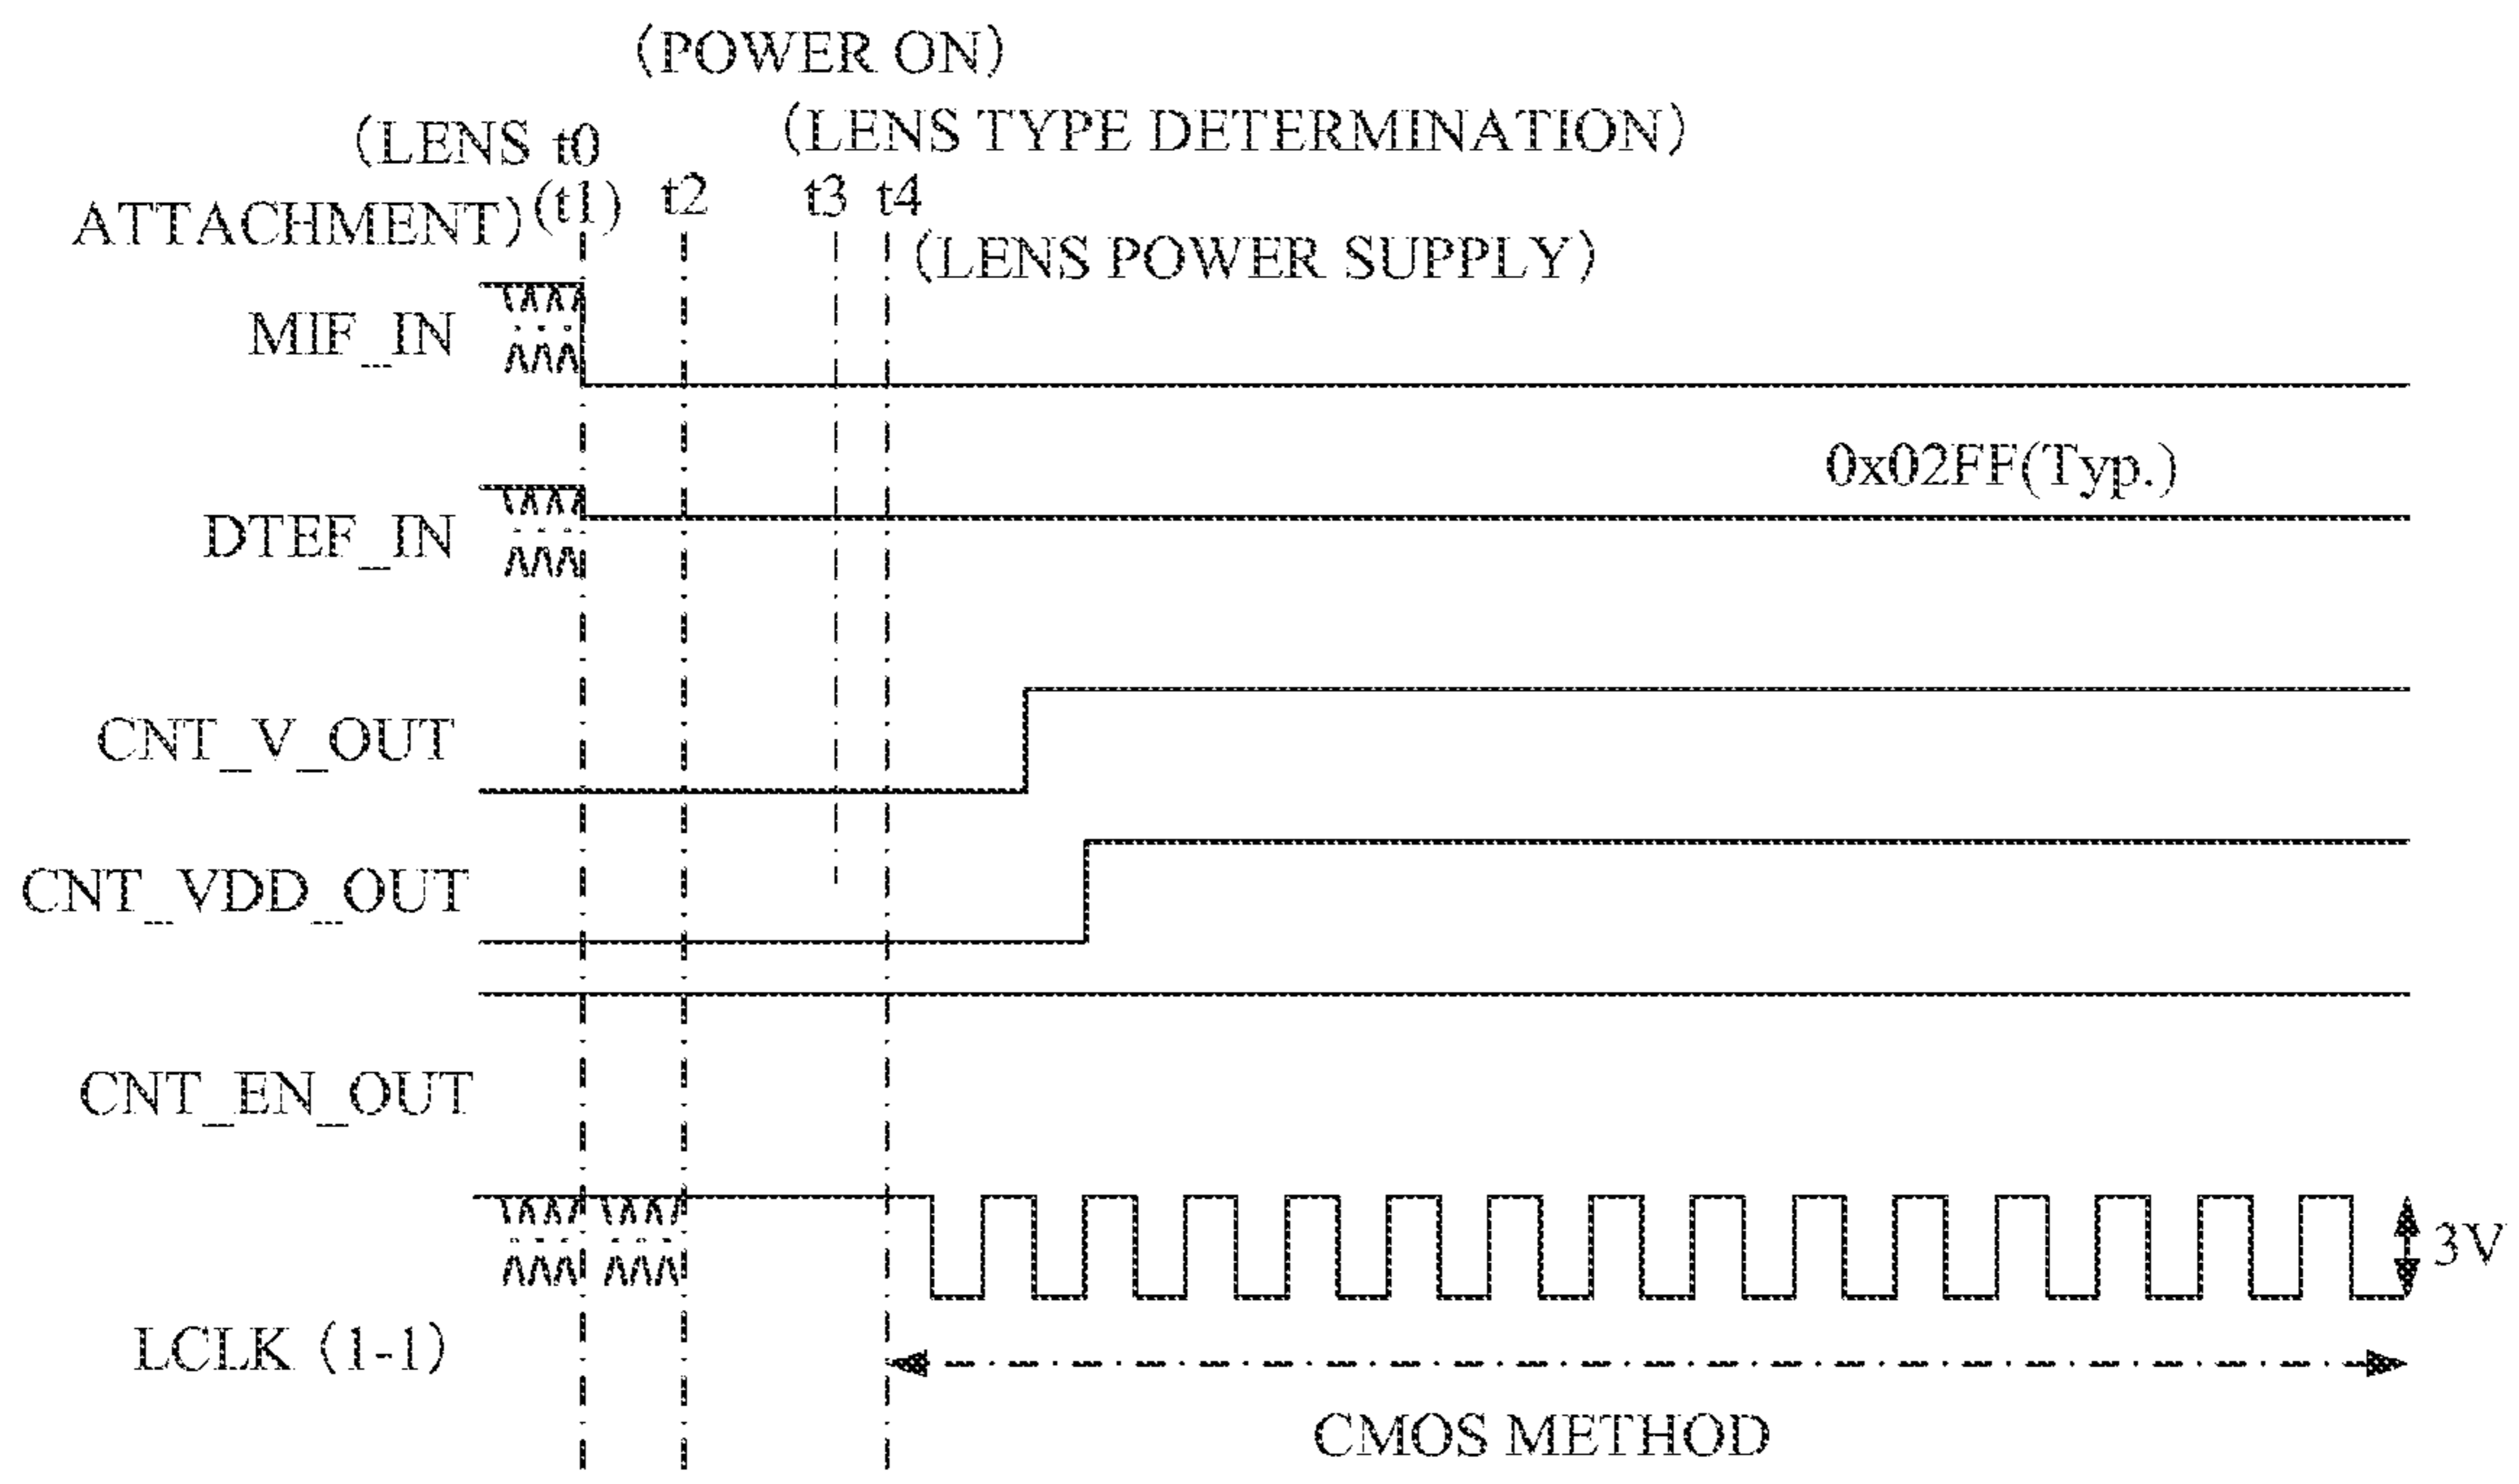 (POWER ON)
(LENS t0 (LENS TYPE DETERMINATION)
ATTACHMENT) (t1) t2 t3 t4
(LENS POWER SUPPLY)
MIF_IN
0x02FF(Typ.)
DTEF_IN
CNT_V_OUT
CNT_VDD_OUT
CNT_EN_OUT
3V
LCLK (1-1)
CMOS METHOD